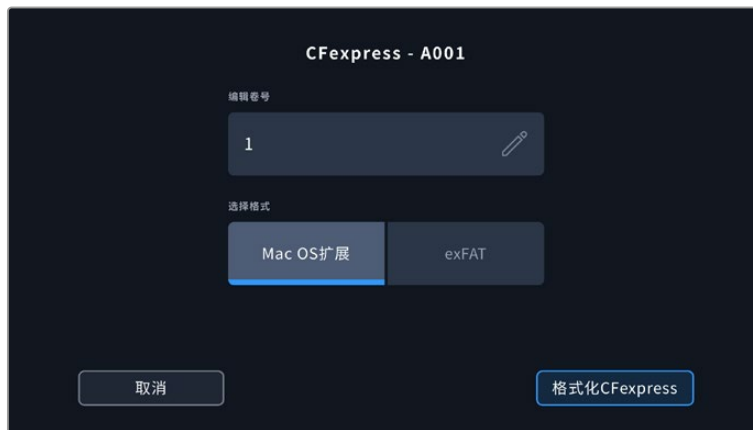 CFexpress - A001
编辑卷号
1
选择格式
Mac OS扩展
exFAT
取消
格式化CFexpress